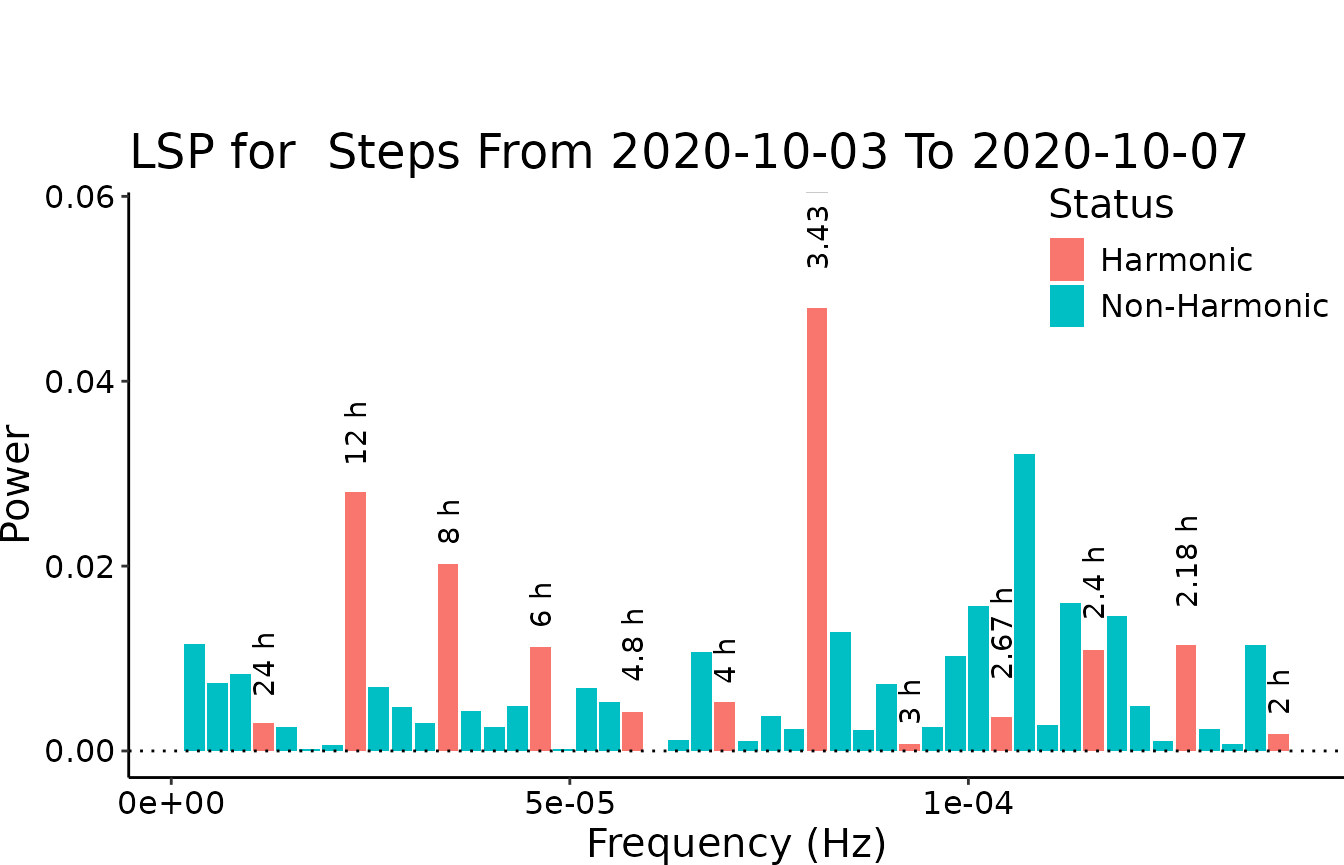 LSP for  Steps From 2020-10-03 To 2020-10-07
Status
Harmonic
Non-Harmonic
Power
0.06
0.04
0.02
0.00
24 h
12 h
8 h
6 h
4.8 h
4 h
3.43
3 h
2.67 h
2.4 h
2.18 h
2 h
0e+00
5e-05
1e-04
Frequency (Hz)